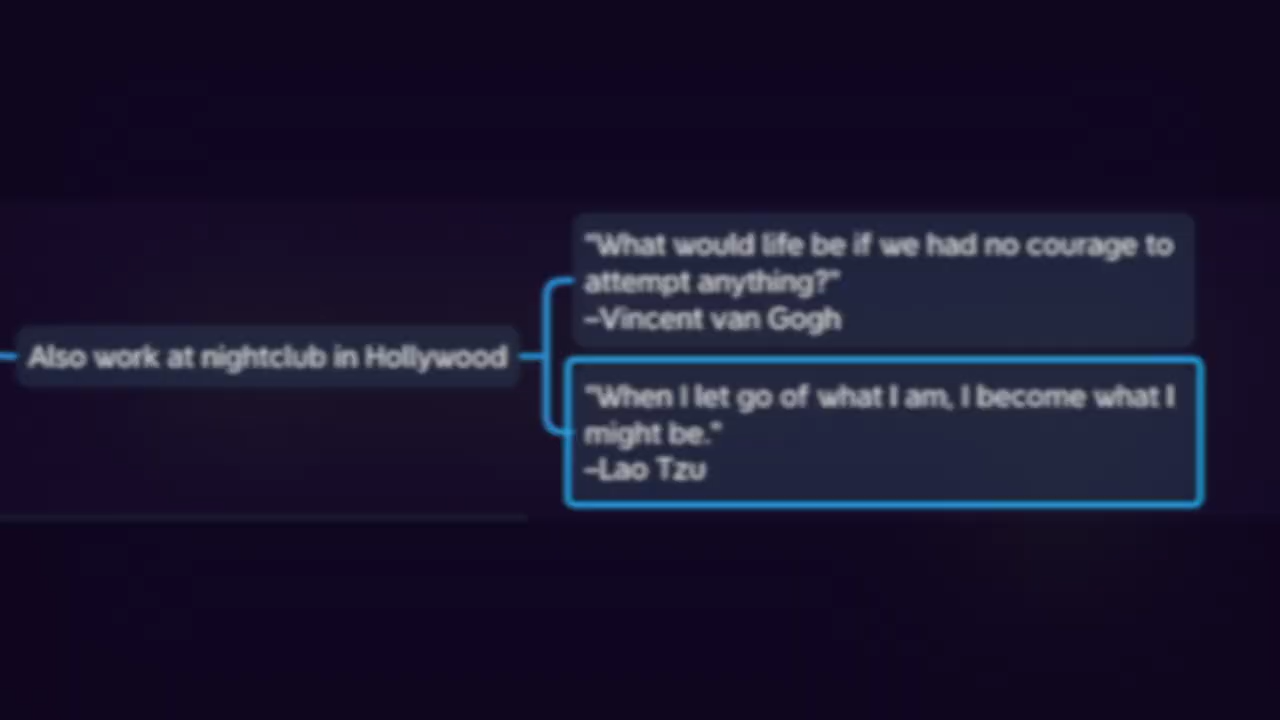 Also work at nightclub in Hollywood
"What would life be if we had no courage to
attempt anything?"
–Vincent van Gogh
"When I let go of what I am, I become what I
might be."
–Lao Tzu